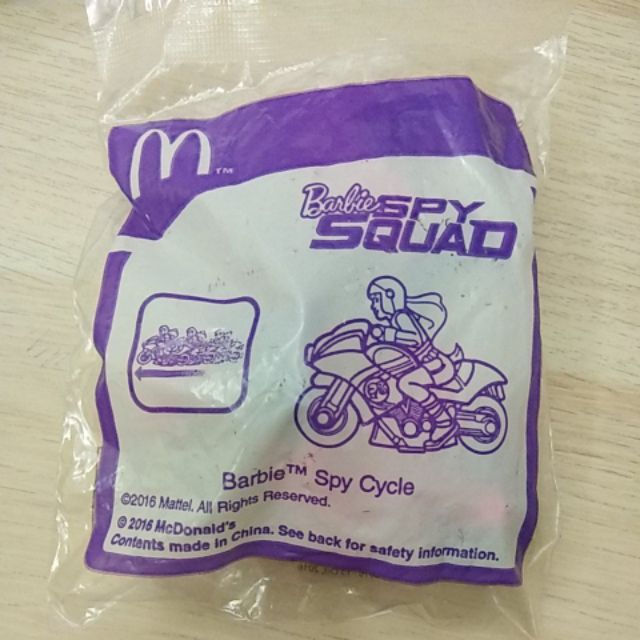 M™
Barbie SPY
SQUAD
Barbie™ Spy Cycle
©2016 Mattel. All Rights Reserved.
© 2016 McDonald's
Contents made in China. See back for safety information.